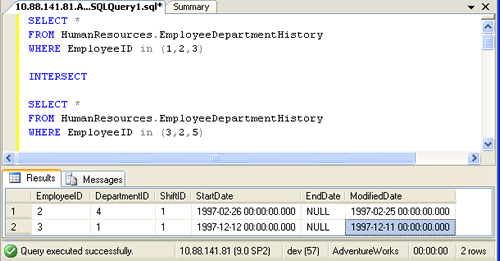 10.88.141.81.A...SQLQuery1.sql* Summary
SELECT *
FROM HumanResources.EmployeeDepartmentHistory
WHERE EmployeeID in (1,2,3)
INTERSECT
SELECT *
FROM HumanResources.EmployeeDepartmentHistory
WHERE EmployeeID in (3,2,5)
Results Messages
EmployeeID DepartmentID ShiftID StartDate EndDate ModifiedDate
1 2 4 1 1997-02-26 00:00:00.000 NULL 1997-02-25 00:00:00.000
2 3 1 1 1997-12-12 00:00:00.000 NULL 1997-12-11 00:00:00.000
Query executed successfully. 10.88.141.81 (9.0 SP2) dev (57) AdventureWorks 00:00:00 2 rows